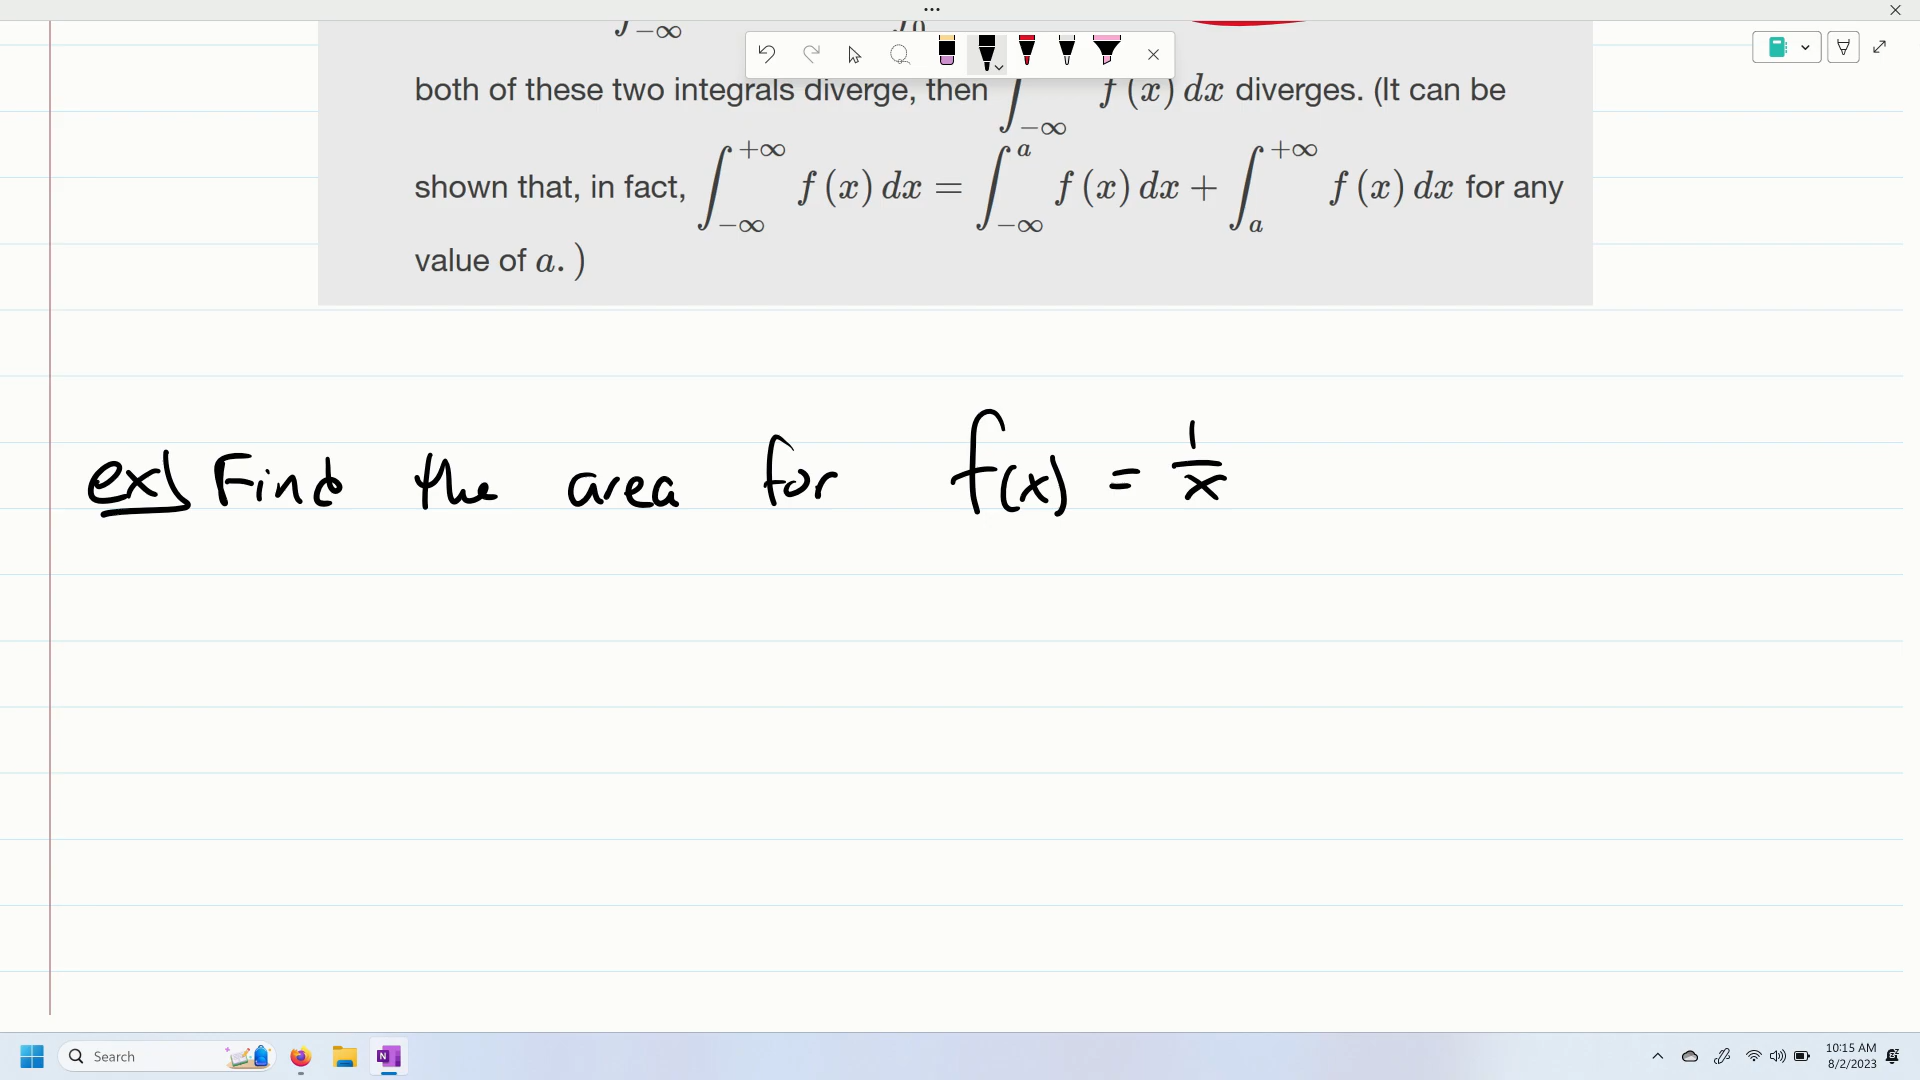 ∫_{-∞} ∫_0
both of these two integrals diverge, then ∫_{-∞} f (x) dx diverges. (It can be
shown that, in fact, ∫_{-∞}^{+∞} f (x) dx = ∫_{-∞}^{a} f (x) dx + ∫_{a}^{+∞} f (x) dx for any
value of a. )
ex) Find the area for f(x) = 1/x
Search
N
10:15 AM
8/2/2023